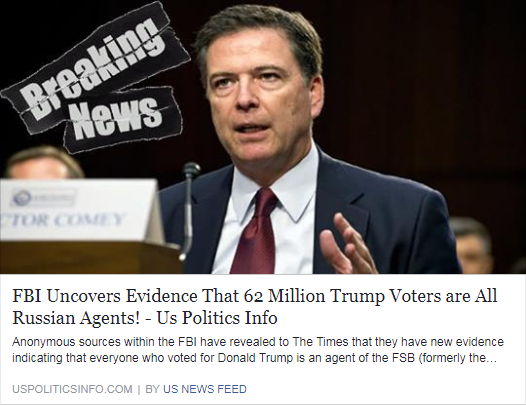 Breaking
News
CTOR COMEY
FBI Uncovers Evidence That 62 Million Trump Voters are All
Russian Agents! - Us Politics Info
Anonymous sources within the FBI have revealed to The Times that they have new evidence
indicating that everyone who voted for Donald Trump is an agent of the FSB (formerly the...
USPOLITICSINFO.COM | BY US NEWS FEED